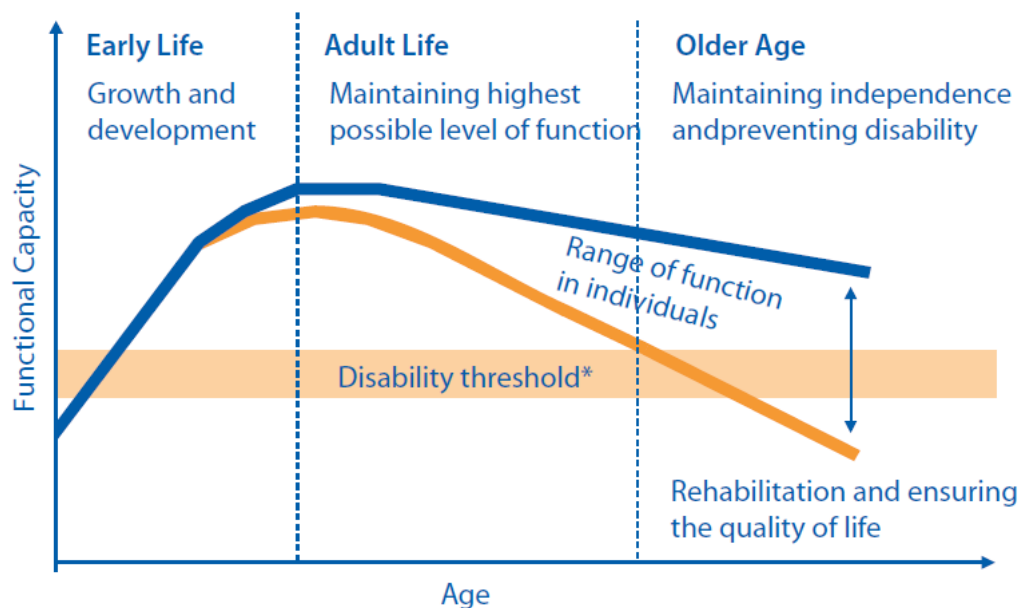 Early Life
Growth and
development
Adult Life
Maintaining highest
possible level of function
Older Age
Maintaining independence
andpreventing disability
Functional Capacity
Range of function
in individuals
Disability threshold*
Rehabilitation and ensuring
the quality of life
Age